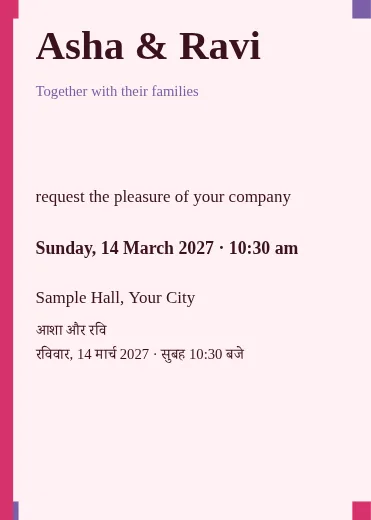 Asha & Ravi
Together with their families
request the pleasure of your company
Sunday, 14 March 2027 · 10:30 am
Sample Hall, Your City
आशा और रवि
रविवार, 14 मार्च 2027 · सुबह 10:30 बजे